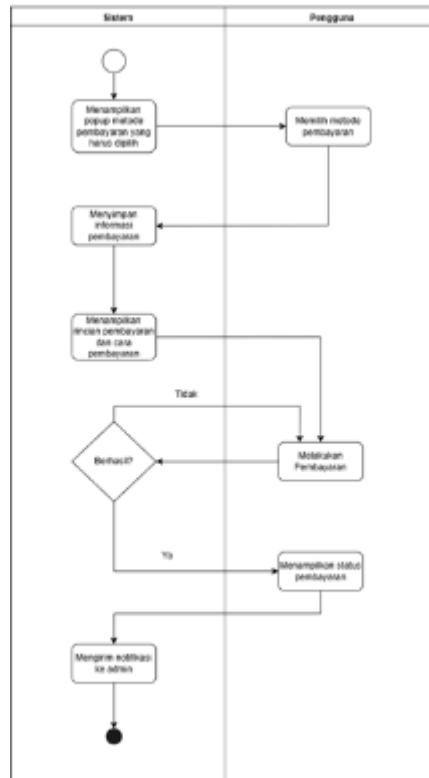 Sistem
Pengguna
Menampilkan
popup metode
pembayaran yang
harus dipilih
Memilih metode
pembayaran
Menyimpan
informasi
pembayaran
Menampilkan
rincian pembayaran
dan cara
pembayaran
Tidak
Berhasil?
Melakukan
Pembayaran
Ya
Menampilkan status
pembayaran
Mengirim notifikasi
ke admin